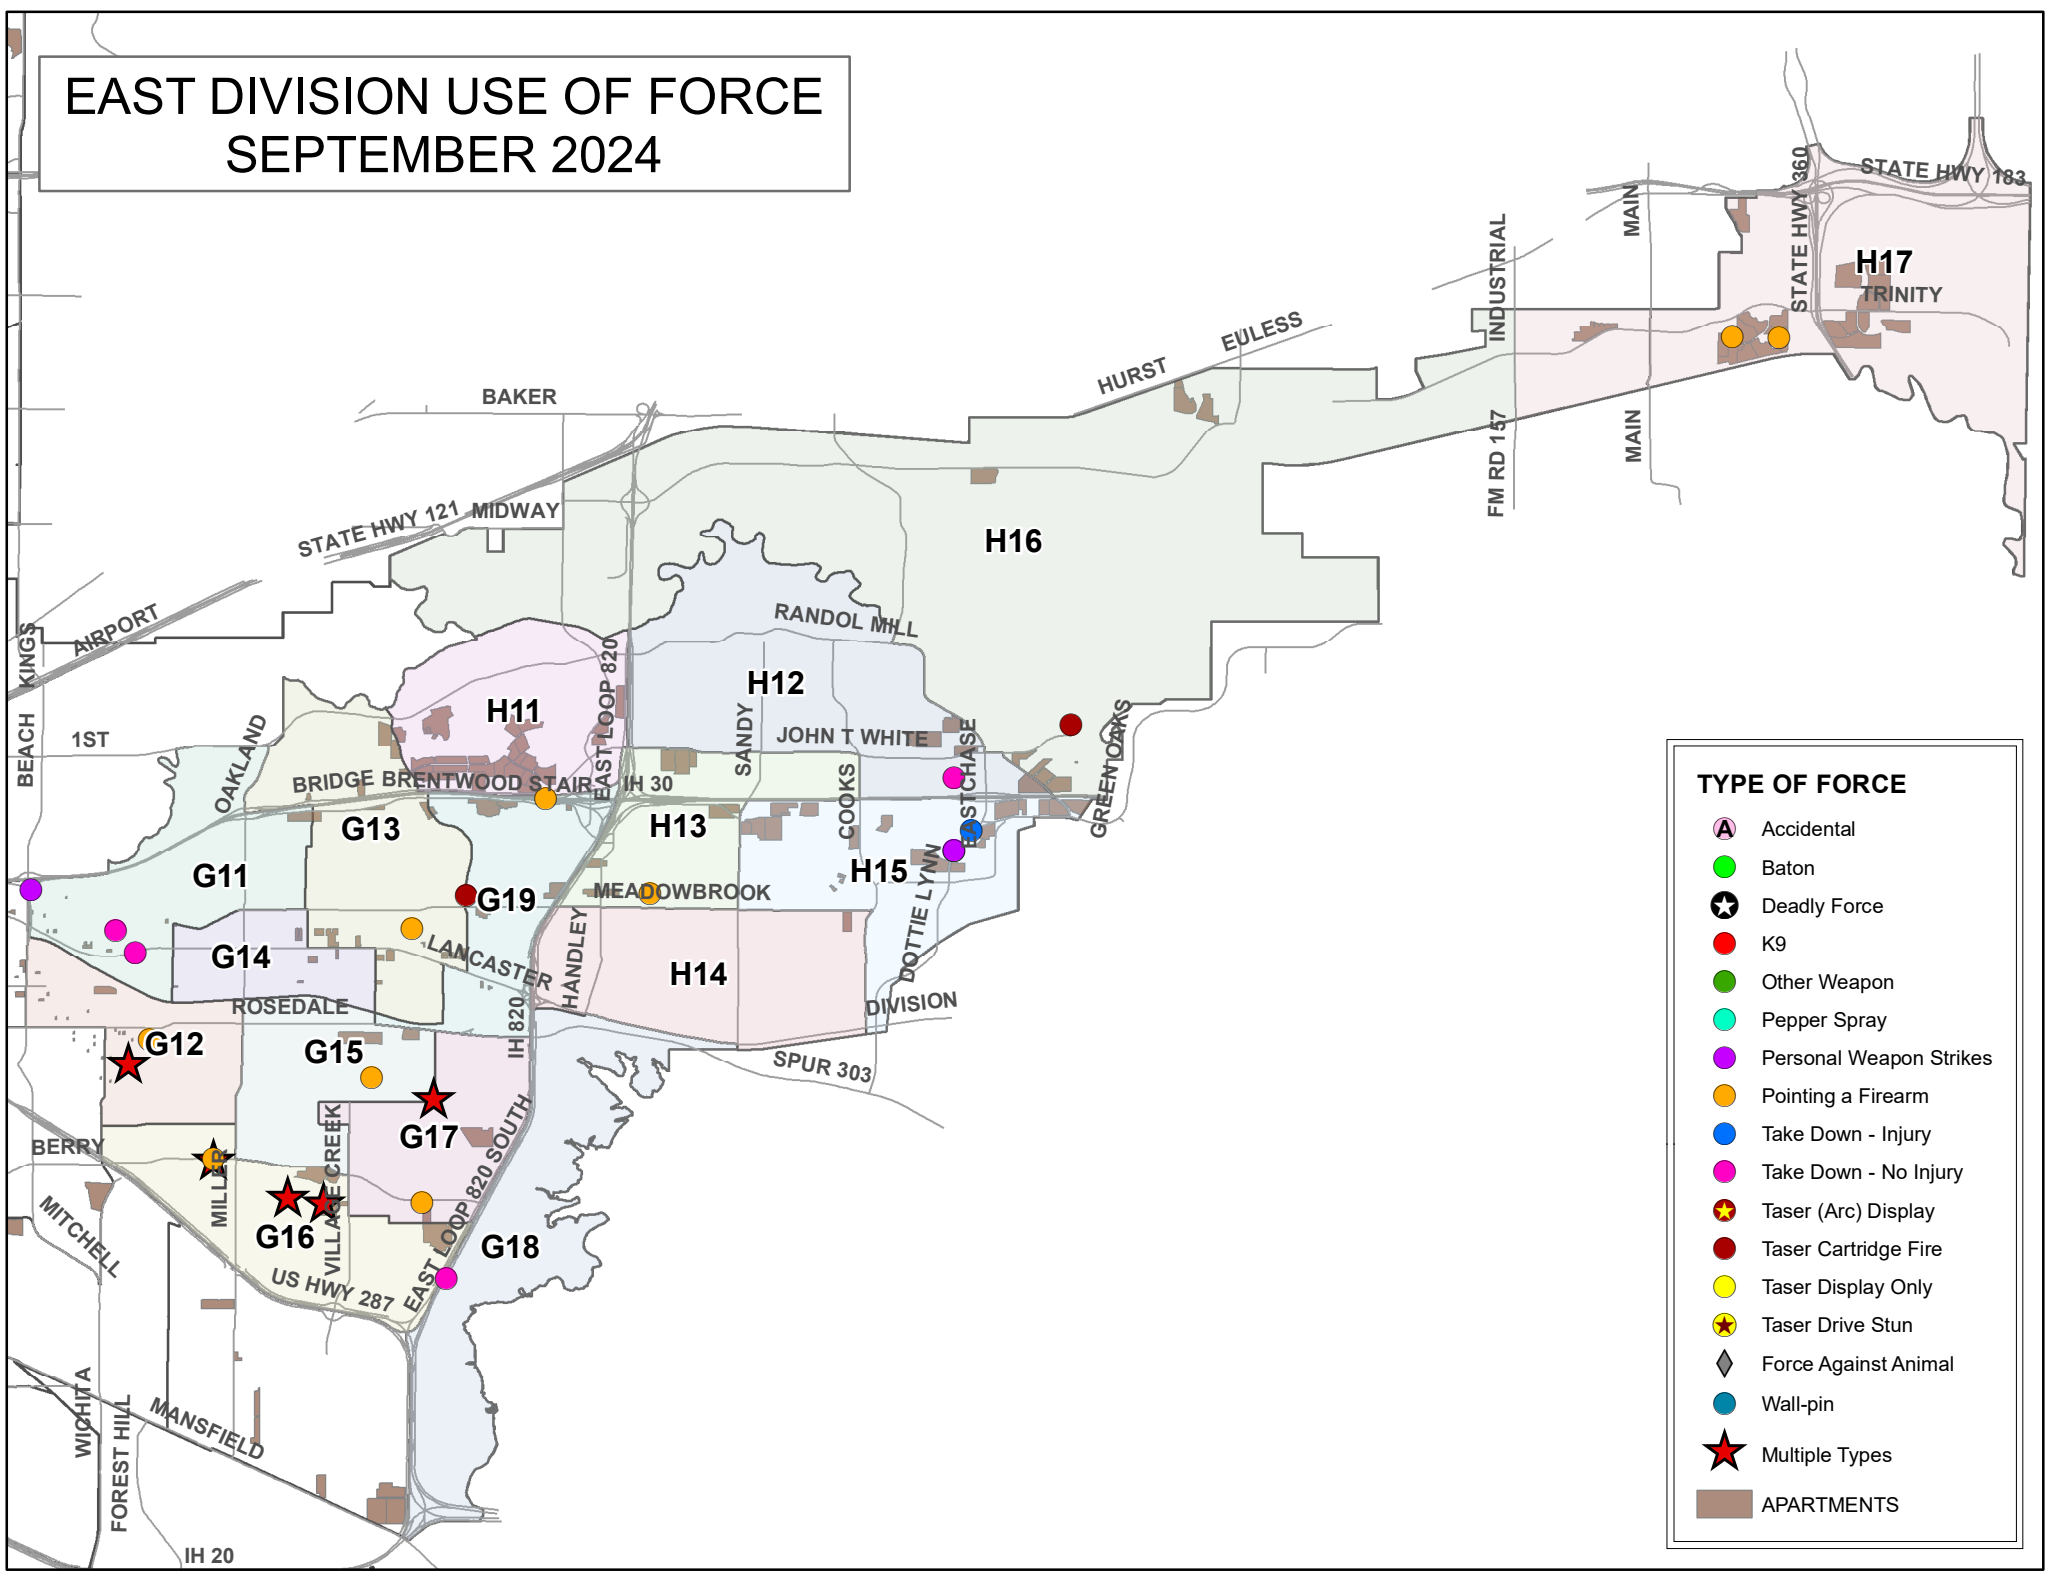 EAST DIVISION USE OF FORCE
SEPTEMBER 2024
STATE HWY 183
STATE HWY 360
MAIN
INDUSTRIAL
H17
TRINITY
EULESS
HURST
BAKER
FM RD 157
MAIN
STATE HWY 121
MIDWAY
H16
RANDOL MILL
AIRPORT
KINGS
BEACH
1ST
OAKLAND
H11
EAST LOOP 820
H12
SANDY
JOHN T WHITE
EASTCHASE
GREEN OAKS
GREEN OAKS
BRIDGE
BRENTWOOD STAIR
IH 30
COOKS
G13
H13
G11
H15
G19
MEADOWBROOK
DOTTIE LYNN
G14
LANCASTER
HANDLEY
H14
ROSEDALE
IH 820
DIVISION
G12
G15
SPUR 303
G17
BERRY
MILLER
VILLAGE CREEK
EAST LOOP 820 SOUTH
MITCHELL
G16
G18
US HWY 287
WICHITA
FOREST HILL
MANSFIELD
IH 20
TYPE OF FORCE
A Accidental
Baton
Deadly Force
K9
Other Weapon
Pepper Spray
Personal Weapon Strikes
Pointing a Firearm
Take Down - Injury
Take Down - No Injury
Taser (Arc) Display
Taser Cartridge Fire
Taser Display Only
Taser Drive Stun
Force Against Animal
Wall-pin
Multiple Types
APARTMENTS